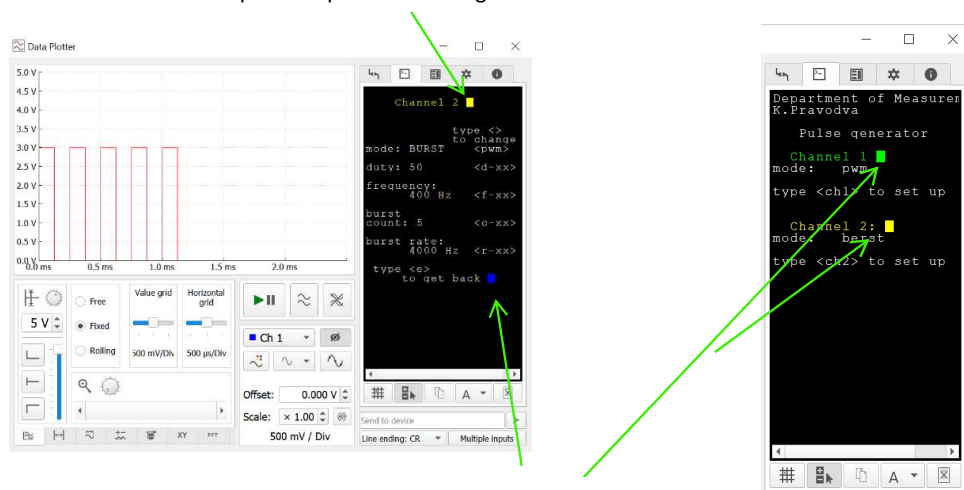 Data Plotter
5.0 V
4.5 V
4.0 V
3.5 V
3.0 V
2.5 V
2.0 V
1.5 V
1.0 V
0.5 V
0.0 V
0.0 ms 0.5 ms 1.0 ms 1.5 ms 2.0 ms
Channel 2
type <>
to change
mode: BURST <pwm>
duty: 50 <d-xx>
frequency:
400 Hz <f-xx>
burst
count: 5 <c-xx>
burst rate:
4000 Hz <r-xx>
type <e>
to get back
5 V
Free
Fixed
Rolling
Value grid
500 mV/Div
Horizontal
grid
500 µs/Div
Ch 1
Offset: 0.000 V
Scale: × 1.00
500 mV / Div
XY
FFT
A
Send to device
Line ending: CR
Multiple inputs
Department of Measurem
K.Pravodva
Pulse generator
Channel 1
mode: pwm
type <ch1> to set up
Channel 2:
mode: berst
type <ch2> to set up
A